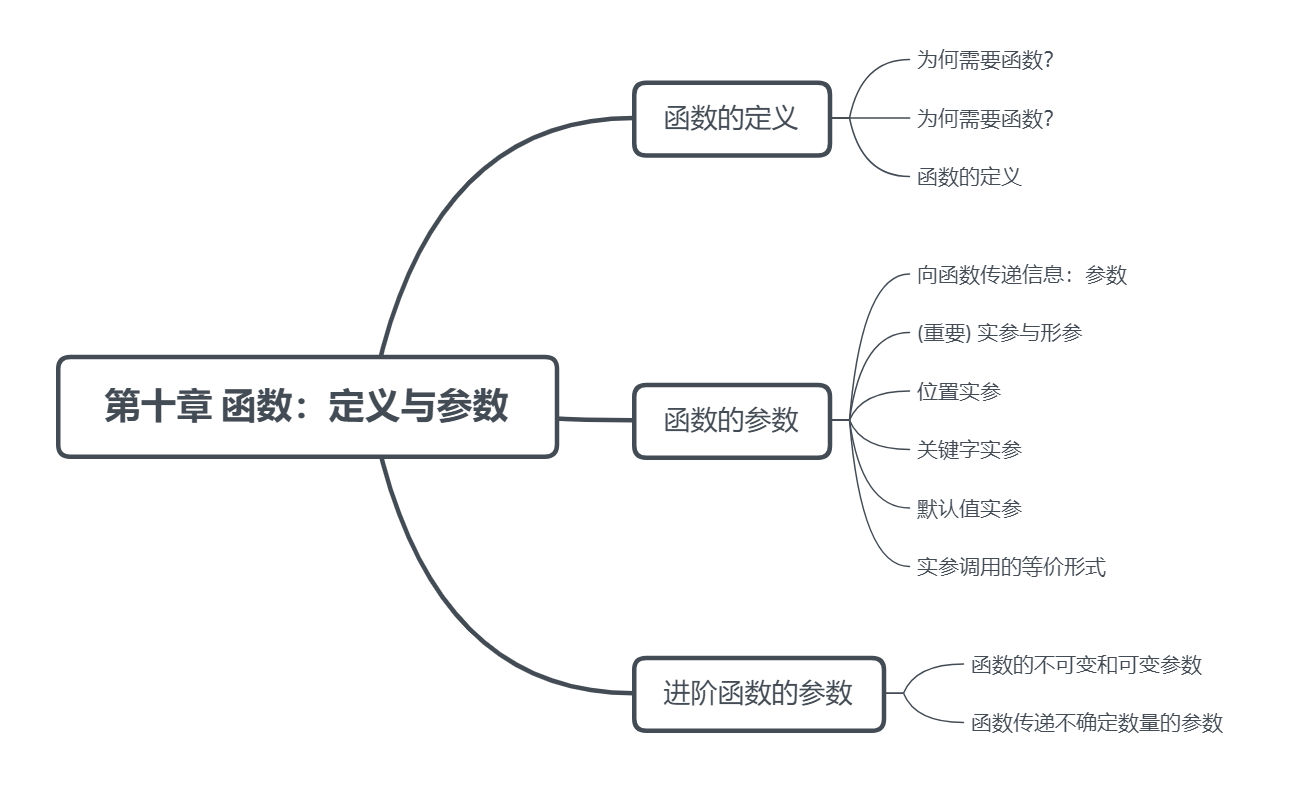 第十章 函数：定义与参数
函数的定义
为何需要函数？
为何需要函数？
函数的定义
函数的参数
向函数传递信息：参数
(重要) 实参与形参
位置实参
关键字实参
默认值实参
实参调用的等价形式
进阶函数的参数
函数的不可变和可变参数
函数传递不确定数量的参数